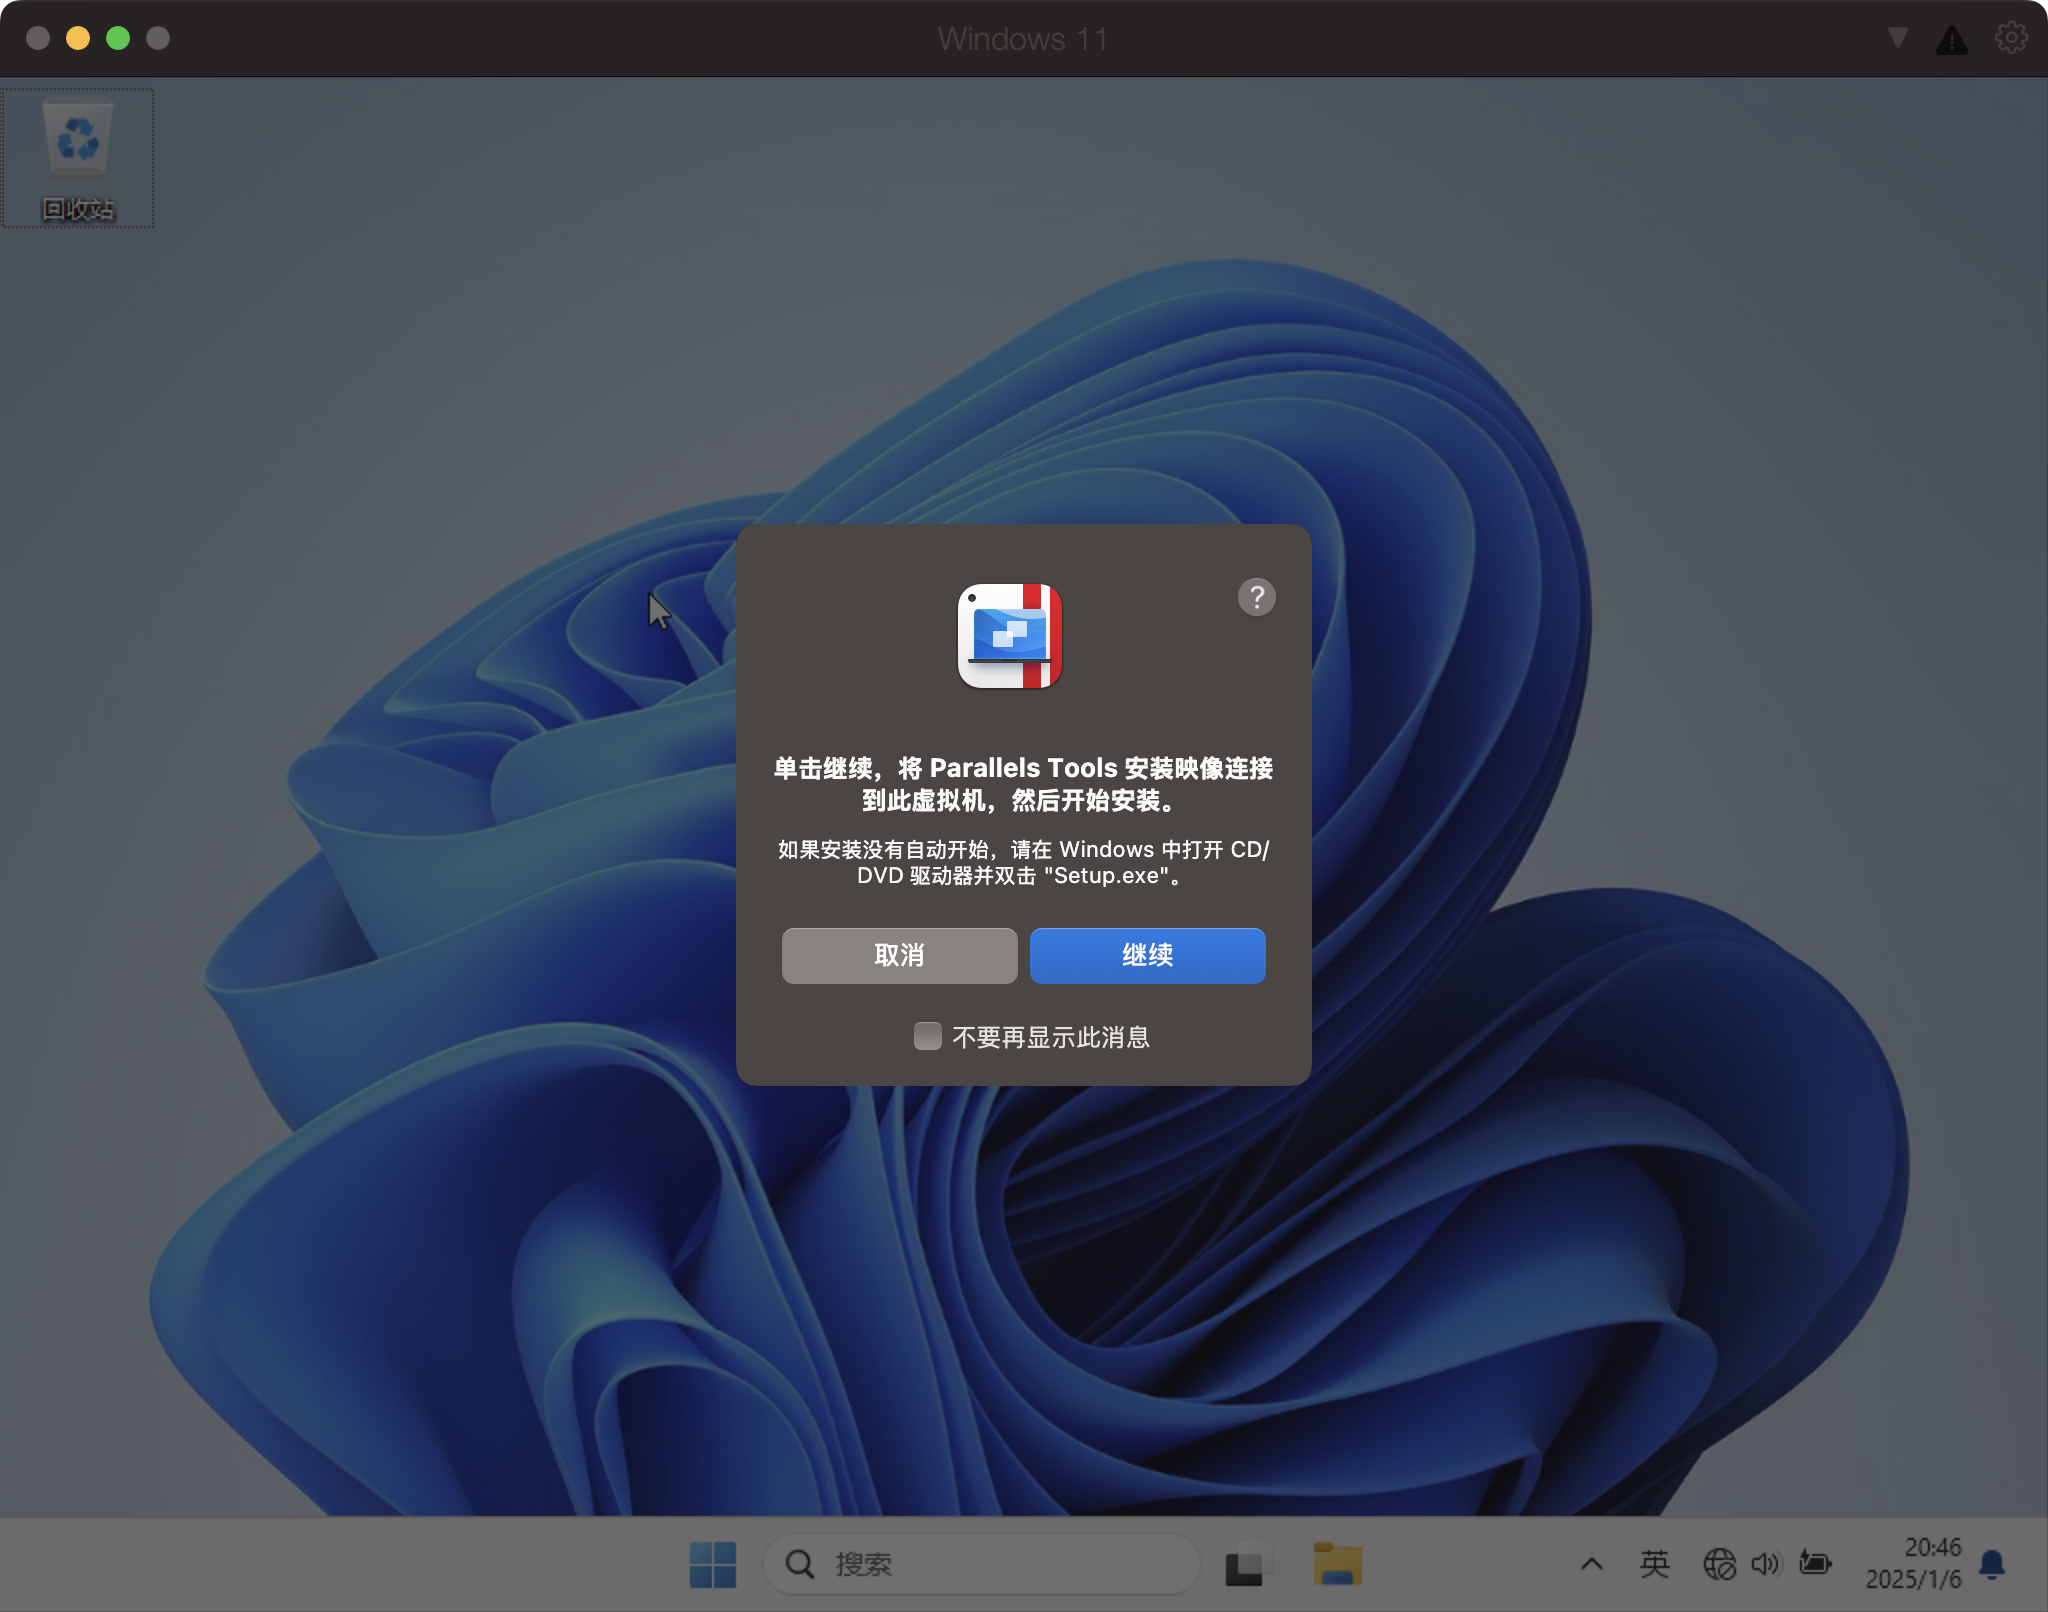 Windows 11
回收站
?
单击继续，将 Parallels Tools 安装映像连接
到此虚拟机，然后开始安装。
如果安装没有自动开始，请在 Windows 中打开 CD/
DVD 驱动器并双击 "Setup.exe"。
取消
继续
不要再显示此消息
搜索
英
20:46
2025/1/6